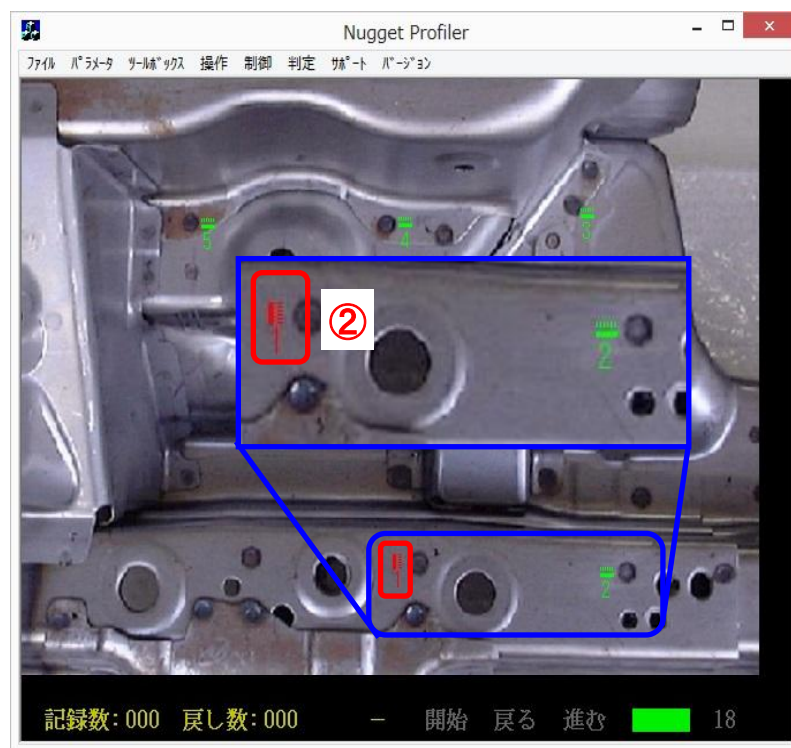 Nugget Profiler
ﾌｧｲﾙ ﾊﾟﾗﾒｰﾀ ﾂｰﾙﾎﾞｯｸｽ 操作 制御 判定 ｻﾎﾟｰﾄ ﾊﾞｰｼﾞｮﾝ
5 4 3
②
1 2
1 2
記録数:000 戻し数:000 - 開始 戻る 進む 18